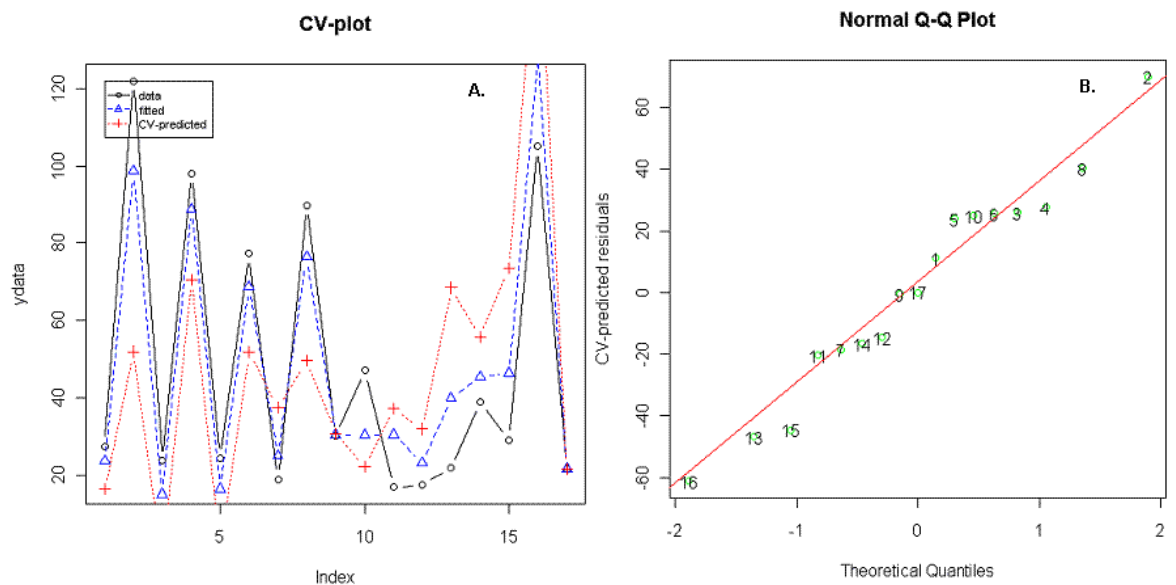 CV-plot
A.
data
fitted
CV-predicted
ydata
120
100
80
60
40
20
5
10
15
Index
Normal Q-Q Plot
B.
CV-predicted residuals
60
40
20
0
-20
-40
-60
2
8
5 10 6 3 4
1
9 17
11 7 14 12
13 15
16
-2
-1
0
1
2
Theoretical Quantiles